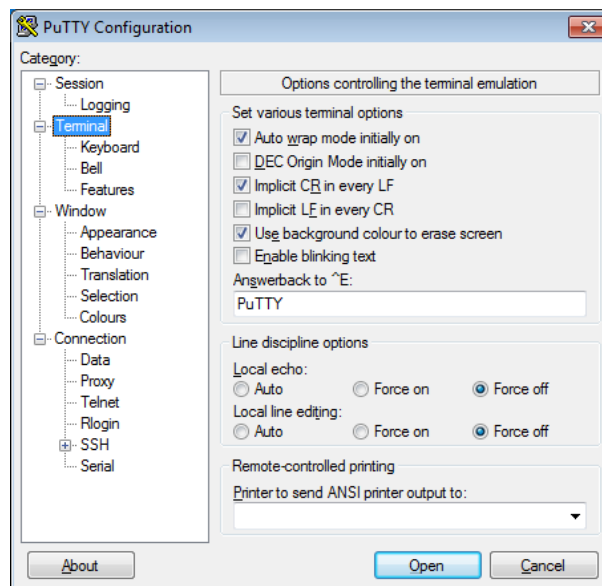 PuTTY Configuration
Category:
Session
Logging
Terminal
Keyboard
Bell
Features
Window
Appearance
Behaviour
Translation
Selection
Colours
Connection
Data
Proxy
Telnet
Rlogin
SSH
Serial
Options controlling the terminal emulation
Set various terminal options
Auto wrap mode initially on
DEC Origin Mode initially on
Implicit CR in every LF
Implicit LF in every CR
Use background colour to erase screen
Enable blinking text
Answerback to ^E:
PuTTY
Line discipline options
Local echo:
Auto Force on Force off
Local line editing:
Auto Force on Force off
Remote-controlled printing
Printer to send ANSI printer output to:
About Open Cancel